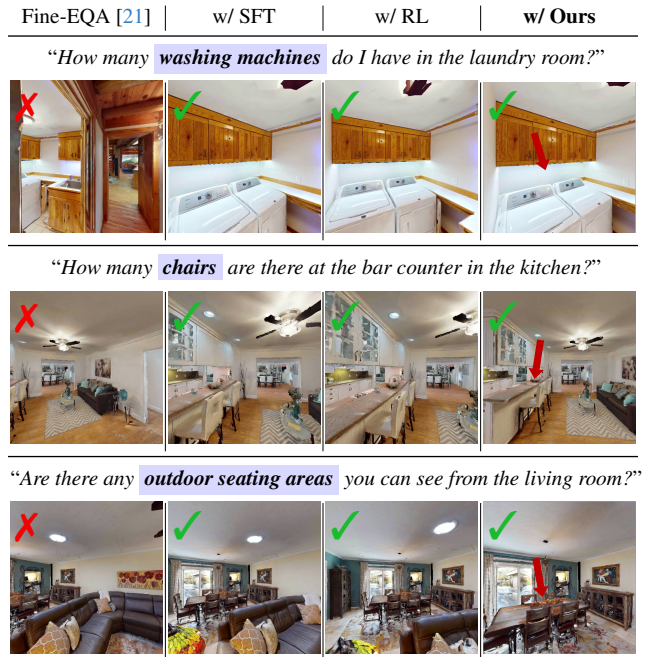 Fine-EQA [21] w/ SFT w/ RL w/ Ours
“How many washing machines do I have in the laundry room?”
“How many chairs are there at the bar counter in the kitchen?”
“Are there any outdoor seating areas you can see from the living room?”